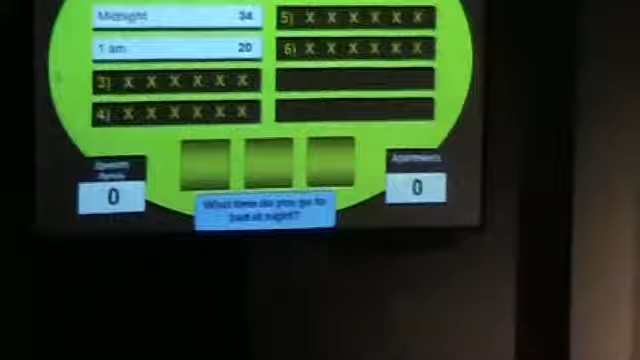 Midnight 34
1 am 20
3) X X X X X X
4) X X X X X X
5) X X X X X X
6) X X X X X X
0
0
What time do you go to
bed at night?